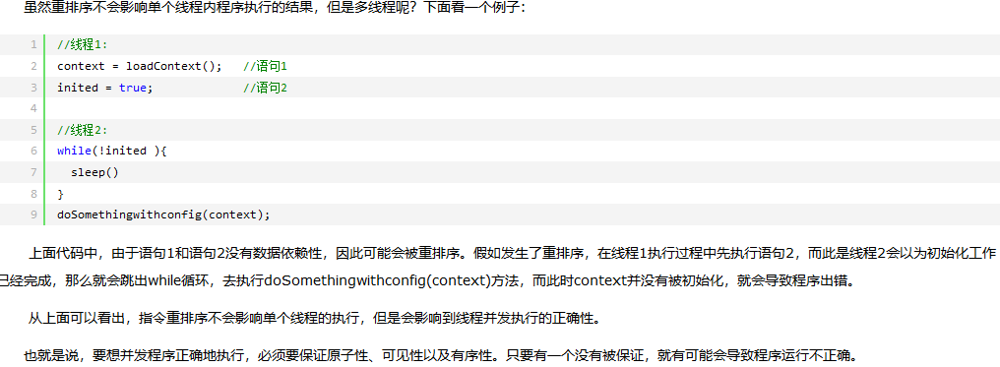 虽然重排序不会影响单个线程内程序执行的结果，但是多线程呢？下面看一个例子：
1 //线程1:
2 context = loadContext();   //语句1
3 inited = true;             //语句2
4
5 //线程2:
6 while(!inited ){
7   sleep()
8 }
9 doSomethingwithconfig(context);
上面代码中，由于语句1和语句2没有数据依赖性，因此可能会被重排序。假如发生了重排序，在线程1执行过程中先执行语句2，而此是线程2会以为初始化工作
已经完成，那么就会跳出while循环，去执行doSomethingwithconfig(context)方法，而此时context并没有被初始化，就会导致程序出错。
从上面可以看出，指令重排序不会影响单个线程的执行，但是会影响到线程并发执行的正确性。
也就是说，要想并发程序正确地执行，必须要保证原子性、可见性以及有序性。只要有一个没有被保证，就有可能会导致程序运行不正确。